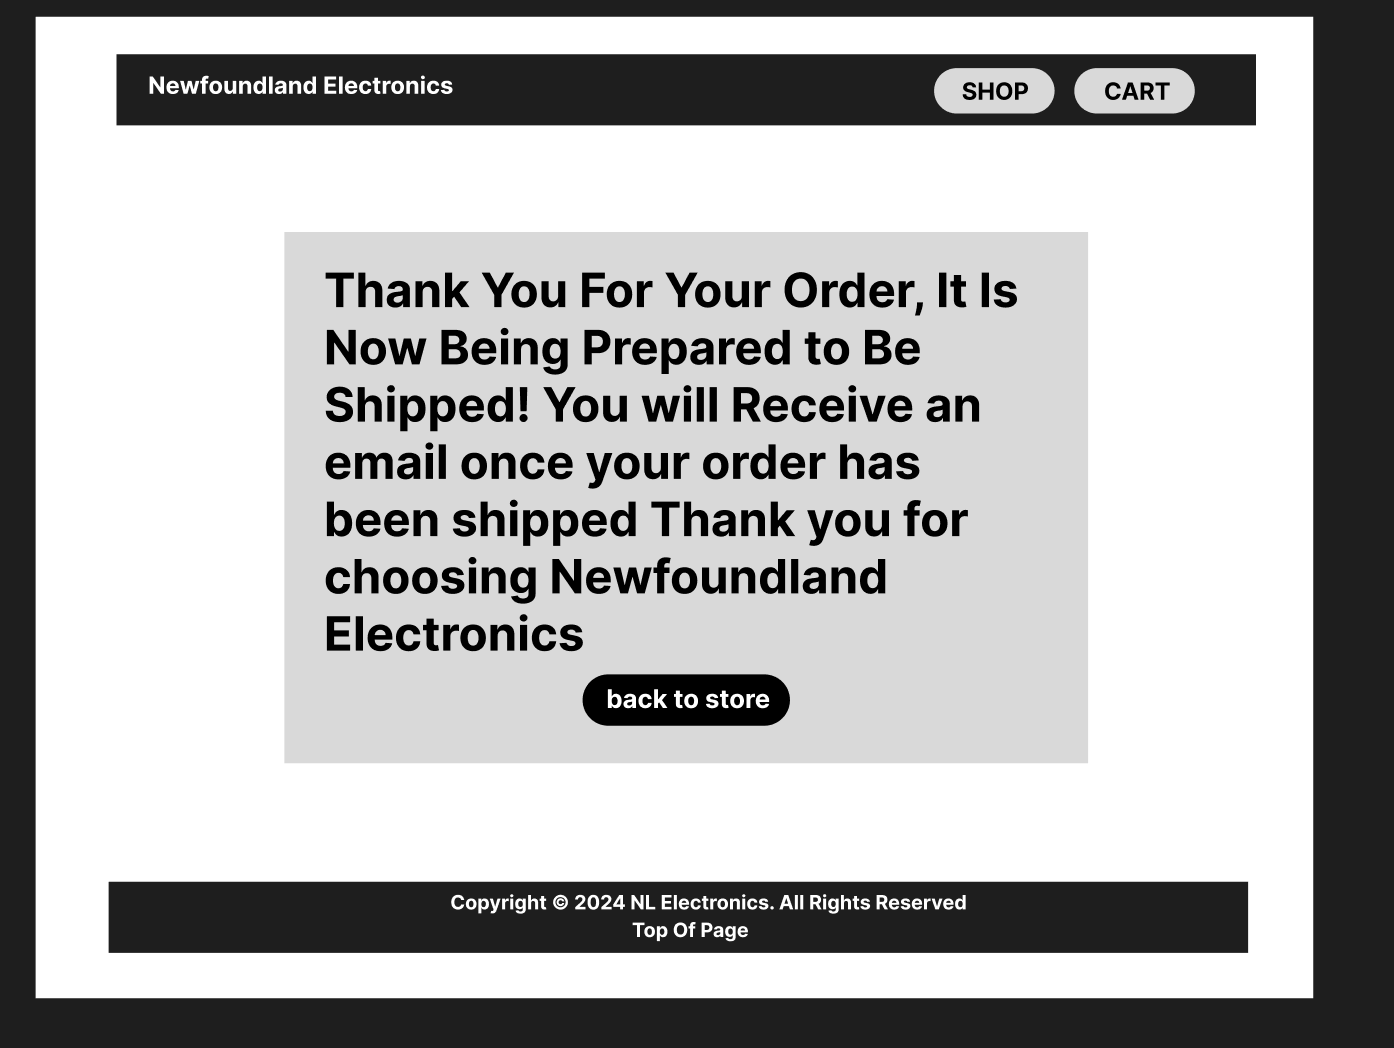 Newfoundland Electronics
SHOP
CART
Thank You For Your Order, It Is
Now Being Prepared to Be
Shipped! You will Receive an
email once your order has
been shipped Thank you for
choosing Newfoundland
Electronics
back to store
Copyright © 2024 NL Electronics. All Rights Reserved
Top Of Page